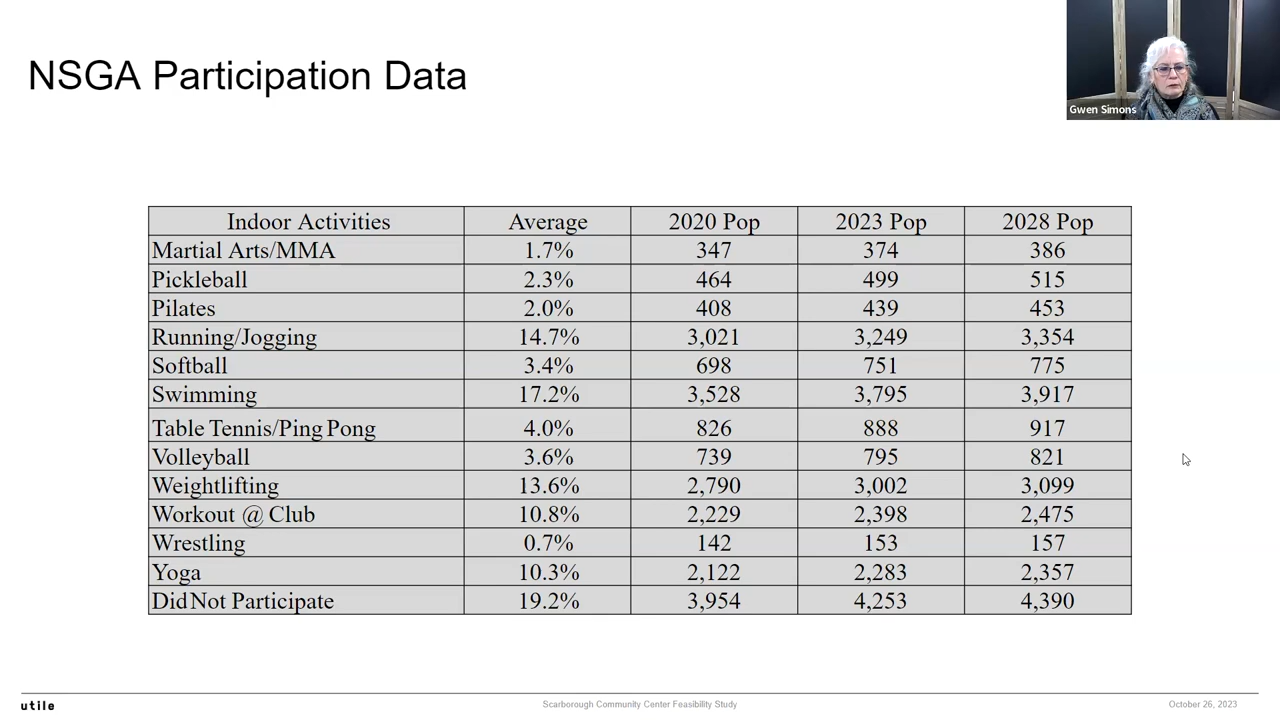 NSGA Participation Data
Gwen Simons
Indoor Activities Average 2020 Pop 2023 Pop 2028 Pop
Martial Arts/MMA 1.7% 347 374 386
Pickleball 2.3% 464 499 515
Pilates 2.0% 408 439 453
Running/Jogging 14.7% 3,021 3,249 3,354
Softball 3.4% 698 751 775
Swimming 17.2% 3,528 3,795 3,917
Table Tennis/Ping Pong 4.0% 826 888 917
Volleyball 3.6% 739 795 821
Weightlifting 13.6% 2,790 3,002 3,099
Workout @ Club 10.8% 2,229 2,398 2,475
Wrestling 0.7% 142 153 157
Yoga 10.3% 2,122 2,283 2,357
Did Not Participate 19.2% 3,954 4,253 4,390
utile Scarborough Community Center Feasibility Study October 26, 2023